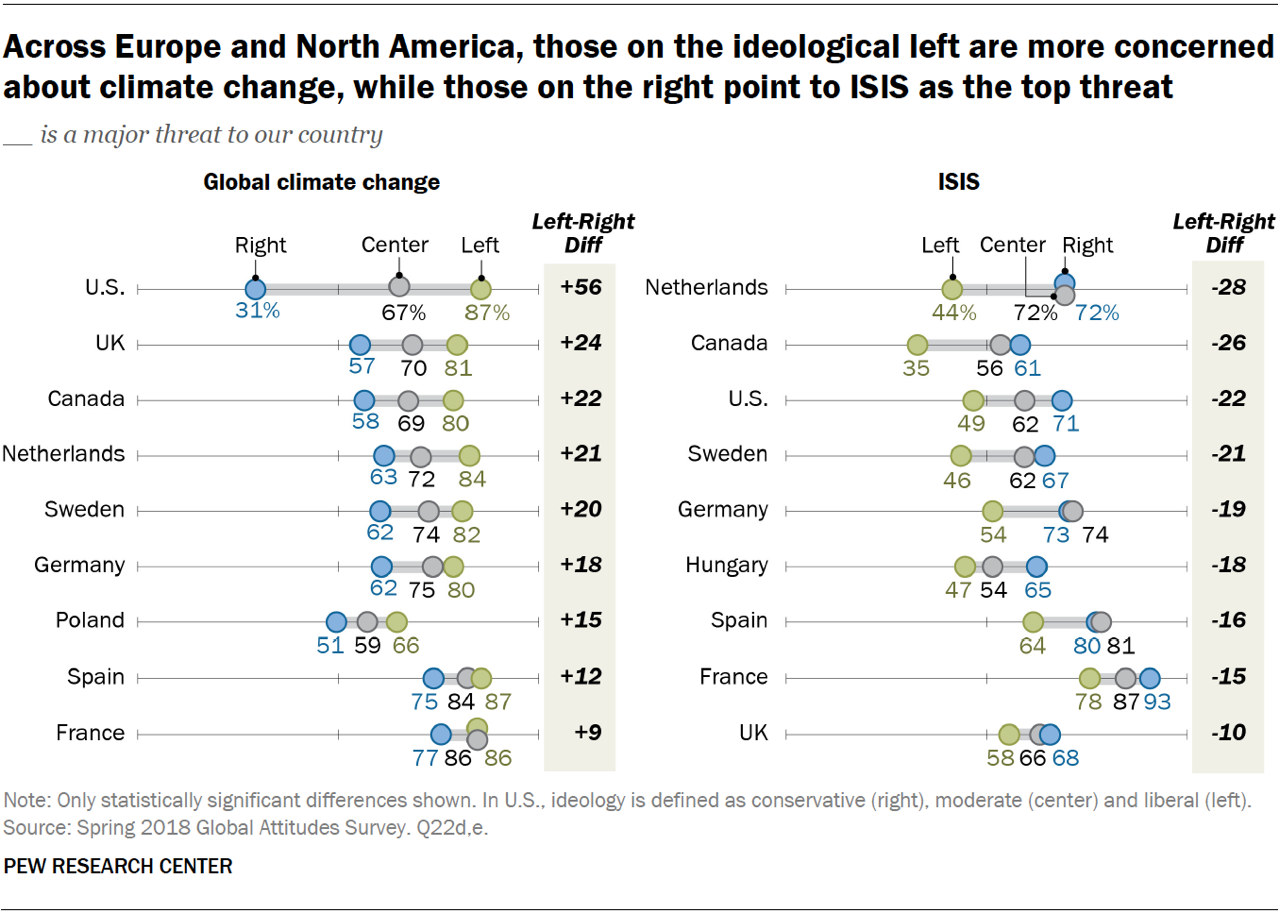 Across Europe and North America, those on the ideological left are more concerned
about climate change, while those on the right point to ISIS as the top threat
__ is a major threat to our country
Global climate change
Left-Right
Diff
Right Center Left
U.S. 31% 67% 87% +56
UK 57 70 81 +24
Canada 58 69 80 +22
Netherlands 63 72 84 +21
Sweden 62 74 82 +20
Germany 62 75 80 +18
Poland 51 59 66 +15
Spain 75 84 87 +12
France 77 86 86 +9
ISIS
Left-Right
Diff
Left Center Right
Netherlands 44% 72% 72% -28
Canada 35 56 61 -26
U.S. 49 62 71 -22
Sweden 46 62 67 -21
Germany 54 73 74 -19
Hungary 47 54 65 -18
Spain 64 80 81 -16
France 78 87 93 -15
UK 58 66 68 -10
Note: Only statistically significant differences shown. In U.S., ideology is defined as conservative (right), moderate (center) and liberal (left).
Source: Spring 2018 Global Attitudes Survey. Q22d,e.
PEW RESEARCH CENTER